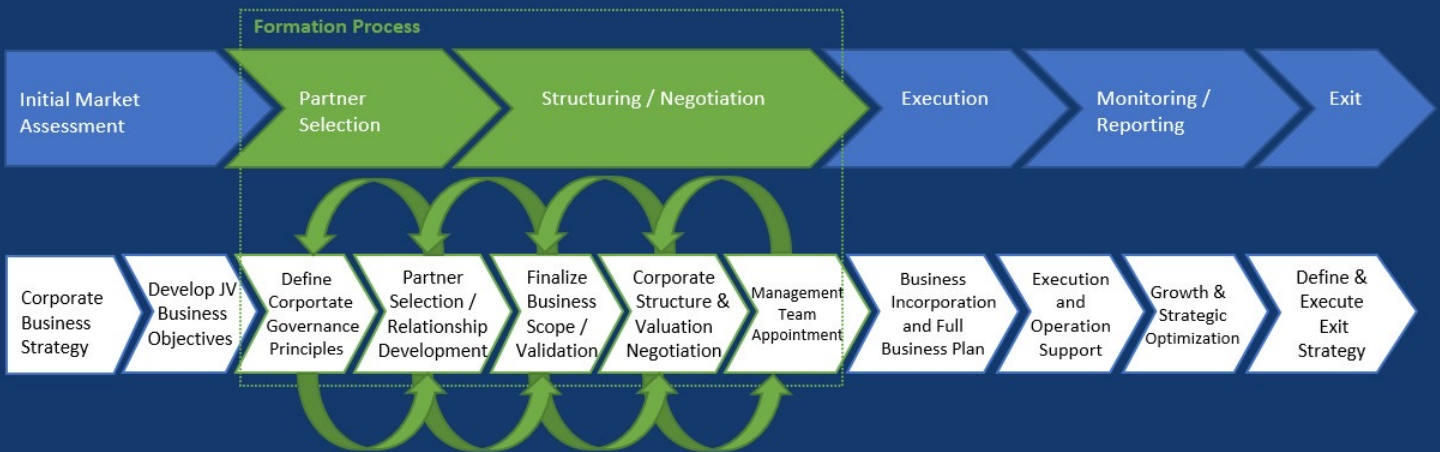 Formation Process
Initial Market
Assessment
Partner
Selection
Structuring / Negotiation
Execution
Monitoring /
Reporting
Exit
Corporate
Business
Strategy
Develop JV
Business
Objectives
Define
Corportate
Governance
Principles
Partner
Selection /
Relationship
Development
Finalize
Business
Scope /
Validation
Corporate
Structure &
Valuation
Negotiation
Management
Team
Appointment
Business
Incorporation
and Full
Business Plan
Execution
and
Operation
Support
Growth &
Strategic
Optimization
Define &
Execute
Exit
Strategy